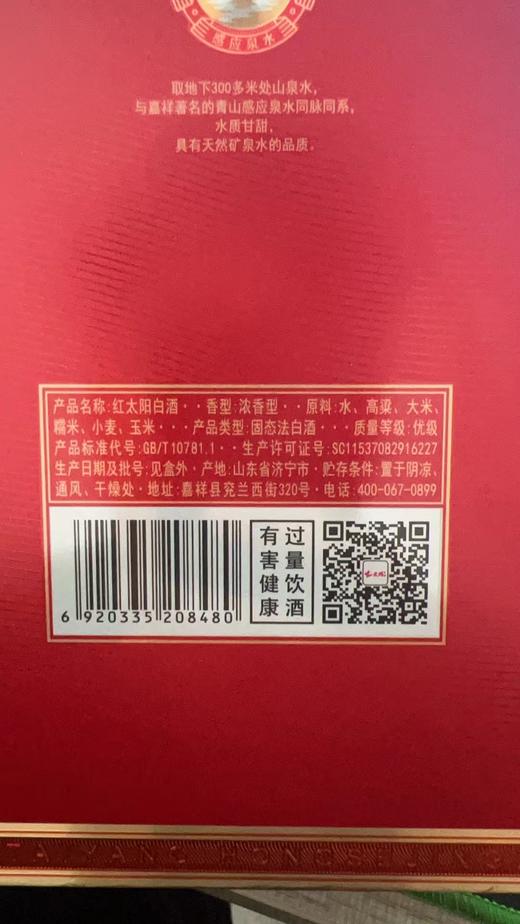 感应泉水
取地下300多米处山泉水，
与嘉祥著名的青山感应泉水同脉同系，
水质甘甜，
具有天然矿泉水的品质。
产品名称:红太阳白酒··香型:浓香型··原料:水、高粱、大米、
糯米、小麦、玉米···产品类型:固态法白酒···质量等级:优级
产品标准代号:GB/T10781.1··生产许可证号:SC11537082916227
生产日期及批号:见盒外·产地:山东省济宁市·贮存条件:置于阴凉、
通风、干燥处·地址:嘉祥县兖兰西街320号·电话:400-067-0899
过量饮酒
有害健康
6 920335 208480